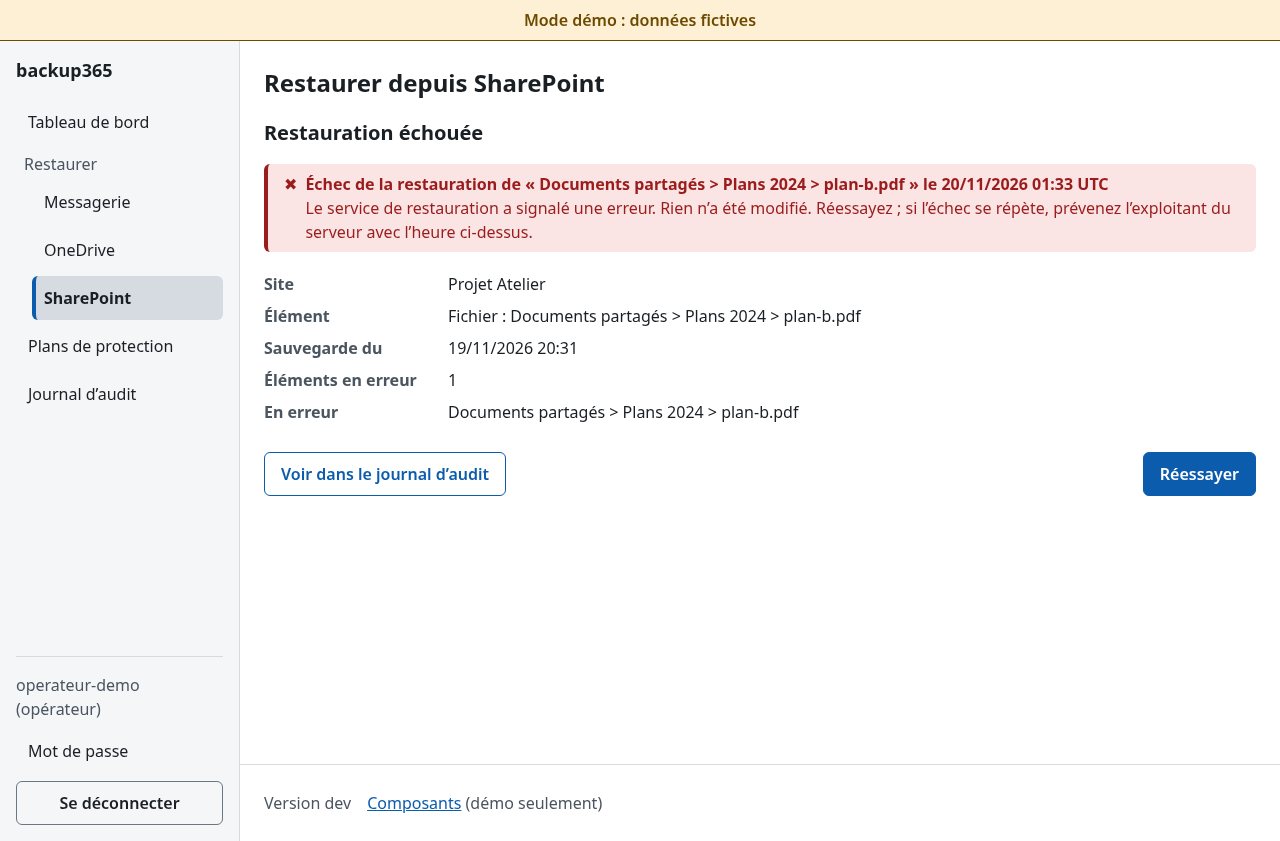 Mode démo : données fictives
backup365
Tableau de bord
Restaurer
Messagerie
OneDrive
SharePoint
Plans de protection
Journal d’audit
operateur-demo
(opérateur)
Mot de passe
Se déconnecter
Restaurer depuis SharePoint
Restauration échouée
✖ Échec de la restauration de « Documents partagés > Plans 2024 > plan-b.pdf » le 20/11/2026 01:33 UTC
Le service de restauration a signalé une erreur. Rien n’a été modifié. Réessayez ; si l’échec se répète, prévenez l’exploitant du
serveur avec l’heure ci-dessus.
Site Projet Atelier
Élément Fichier : Documents partagés > Plans 2024 > plan-b.pdf
Sauvegarde du 19/11/2026 20:31
Éléments en erreur 1
En erreur Documents partagés > Plans 2024 > plan-b.pdf
Voir dans le journal d’audit Réessayer
Version dev Composants (démo seulement)